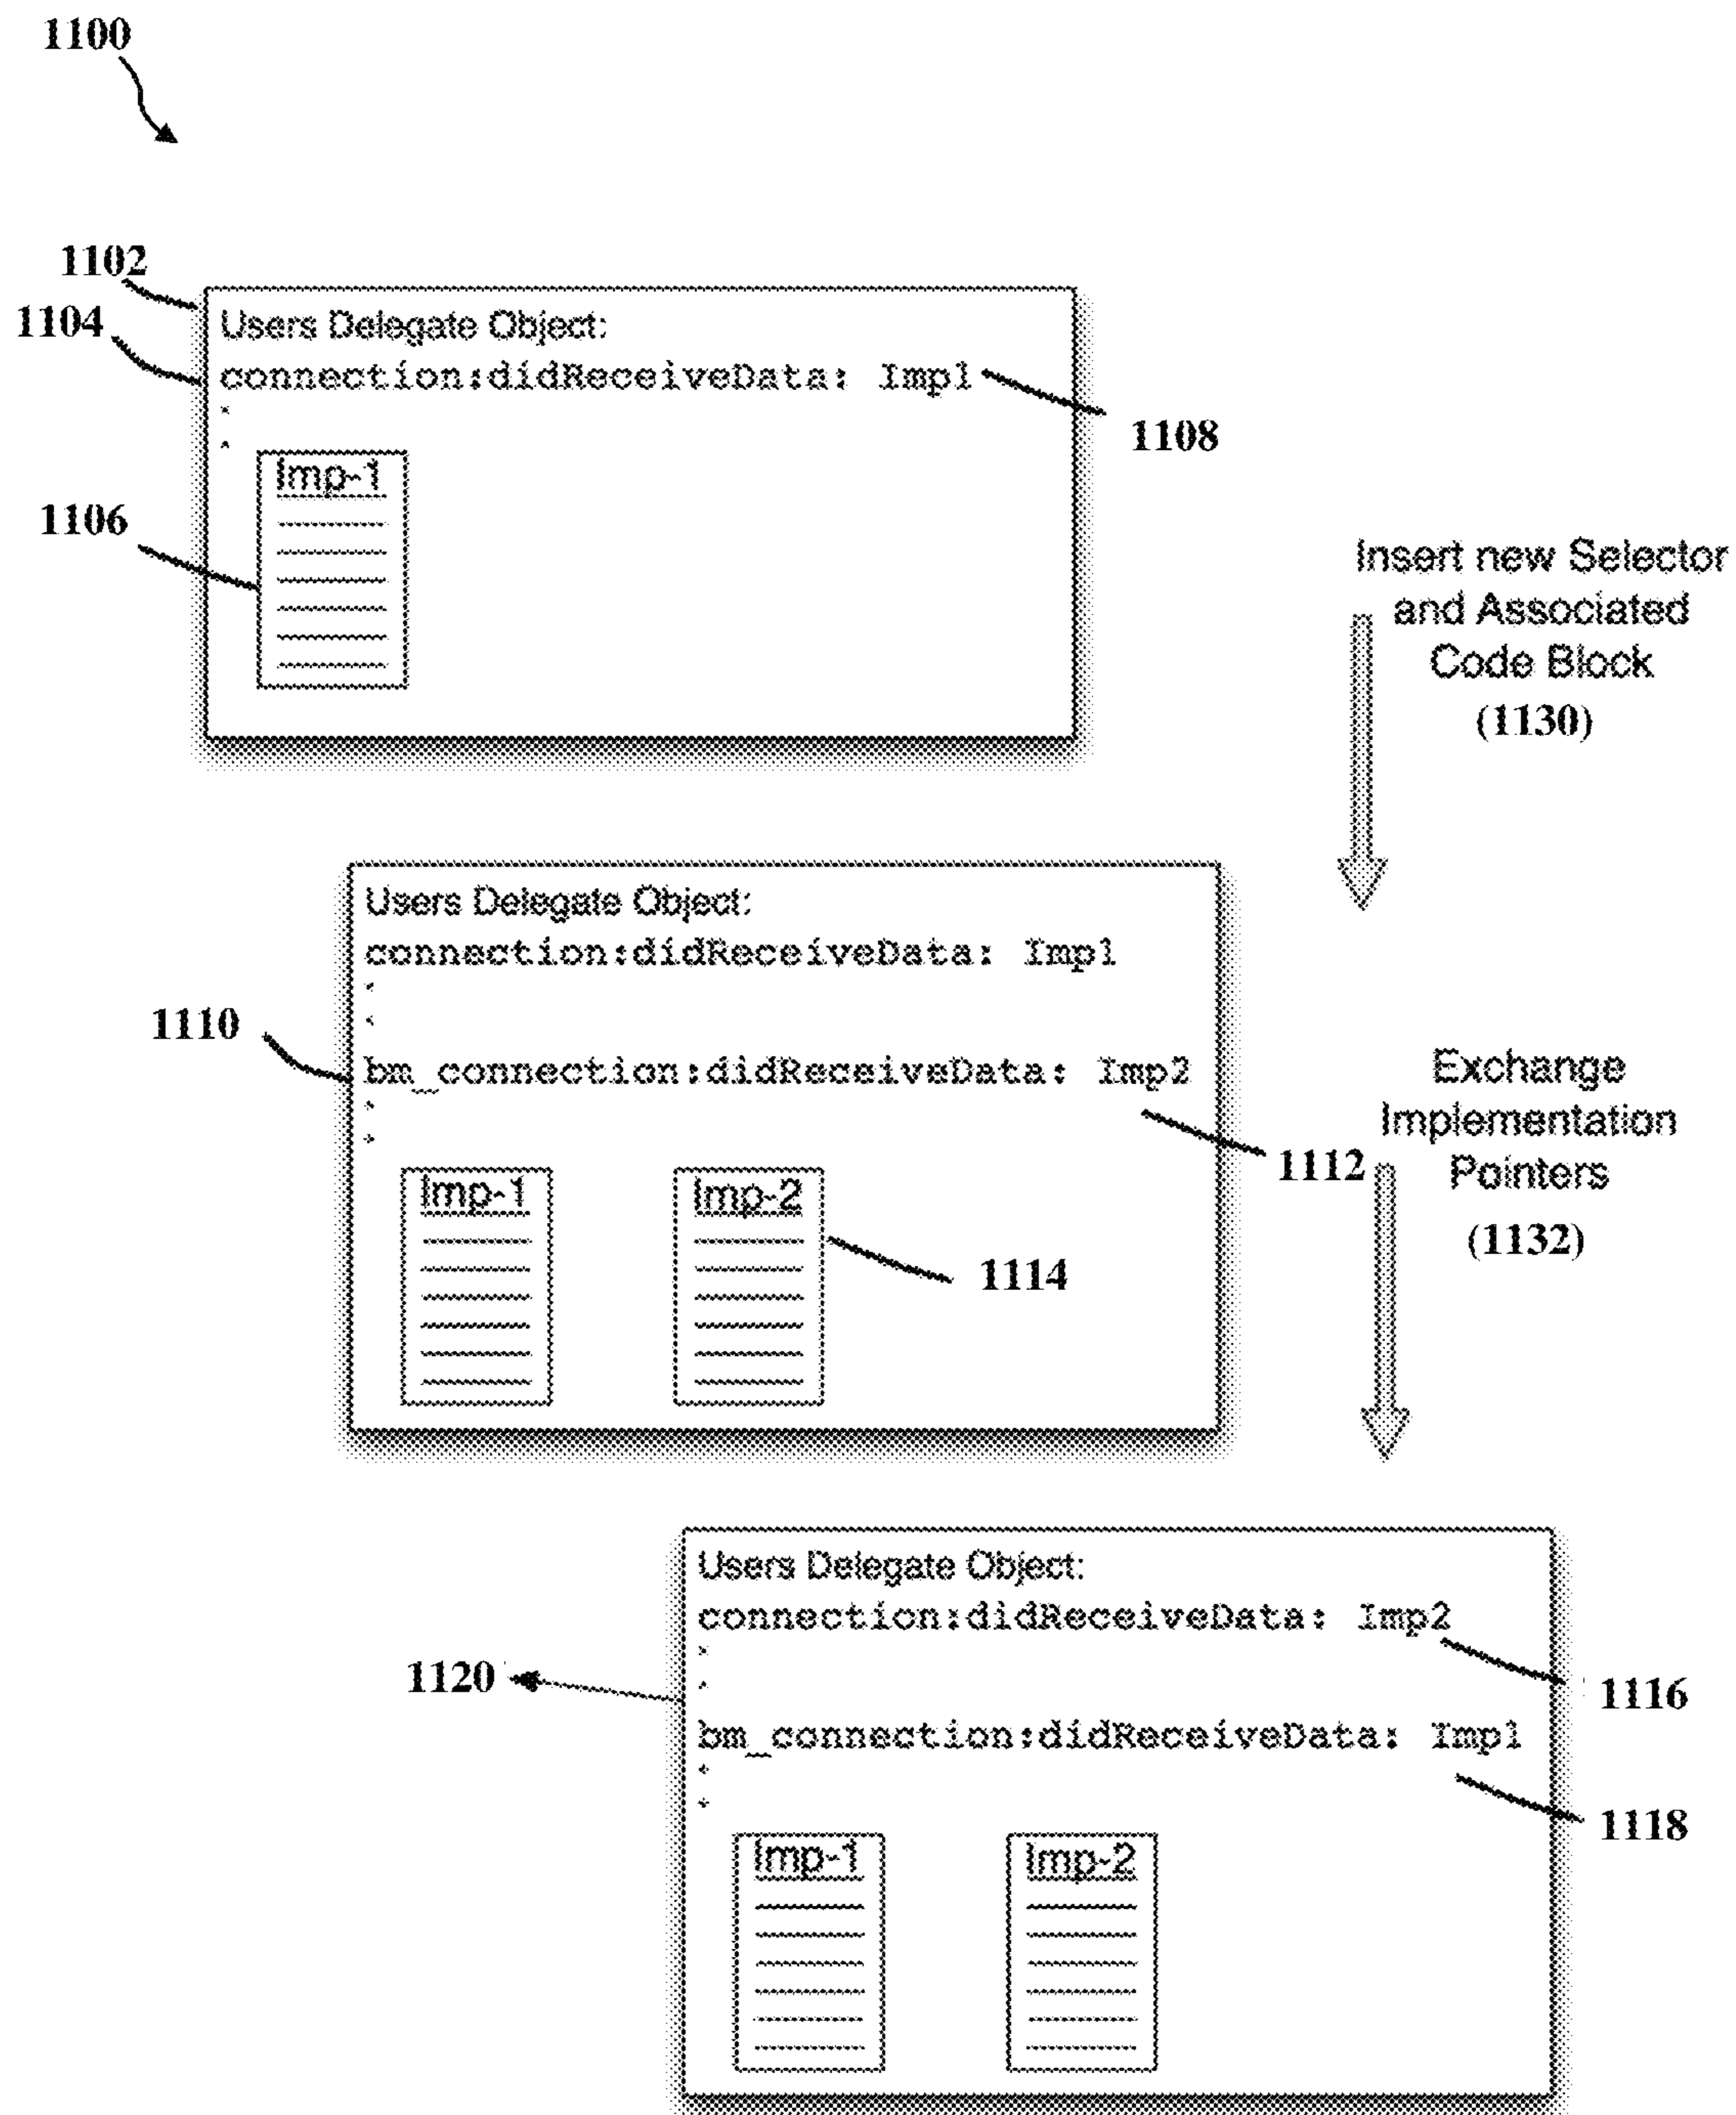 1100
1102
1104
Users Delegate Object:
connection:didReceiveData: Imp1
1108
Imp-1
1106
Insert new Selector
and Associated
Code Block
(1130)
Users Delegate Object:
connection:didReceiveData: Imp1
1110
bm_connection:didReceiveData: Imp2
1112
Imp-1
Imp-2
1114
Exchange
Implementation
Pointers
(1132)
Users Delegate Object:
connection:didReceiveData: Imp2
1120
1116
bm_connection:didReceiveData: Imp1
1118
Imp-1
Imp-2